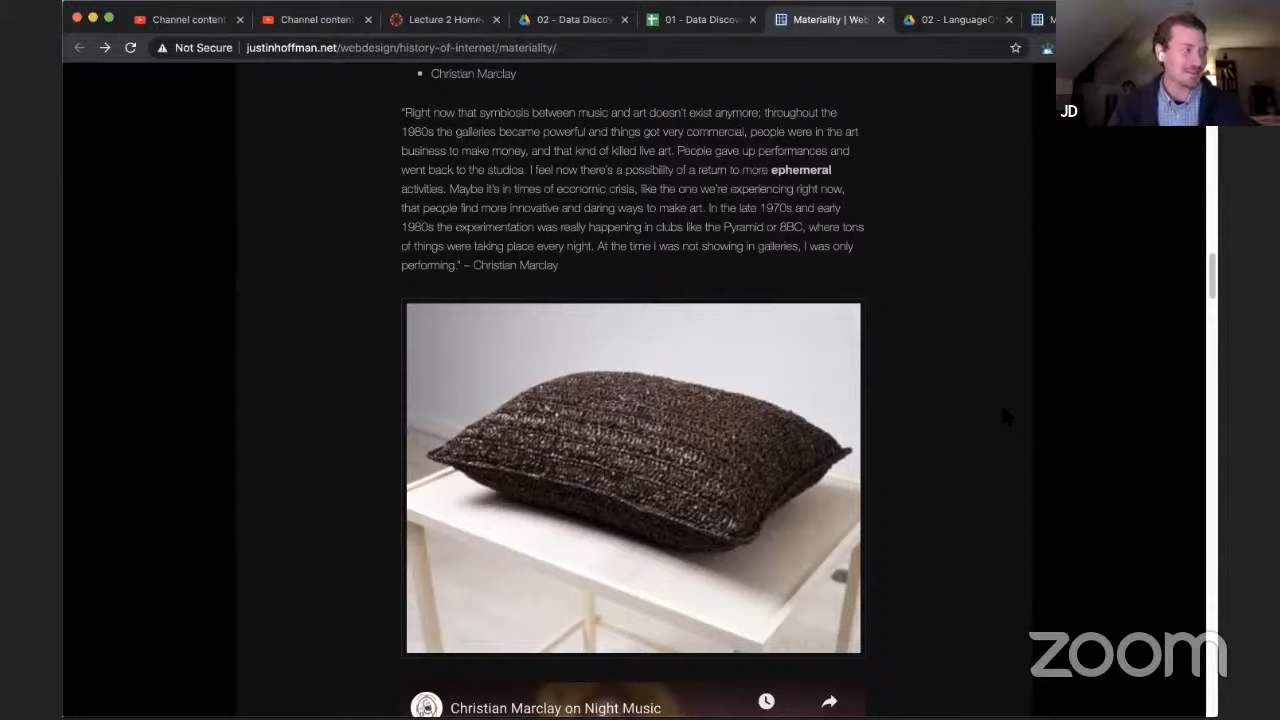 Channel content
Channel content
Lecture 2 Home
02 - Data Discov
01 - Data Discov
Materiality | Web
02 - Language
M
Not Secure
justinhoffman.net/webdesign/history-of-internet/materiality/
JD
Christian Marclay
"Right now that symbiosis between music and art doesn't exist anymore; throughout the
1980s the galleries became powerful and things got very commercial, people were in the art
business to make money, and that kind of killed live art. People gave up performances and
went back to the studios. I feel now there's a possibility of a return to more ephemeral
activities. Maybe it's in times of economic crisis, like the one we're experiencing right now,
that people find more innovative and daring ways to make art. In the late 1970s and early
1980s the experimentation was really happening in clubs like the Pyramid or 8BC, where tons
of things were taking place every night. At the time I was not showing in galleries, I was only
performing." – Christian Marclay
zoom
Christian Marclay on Night Music